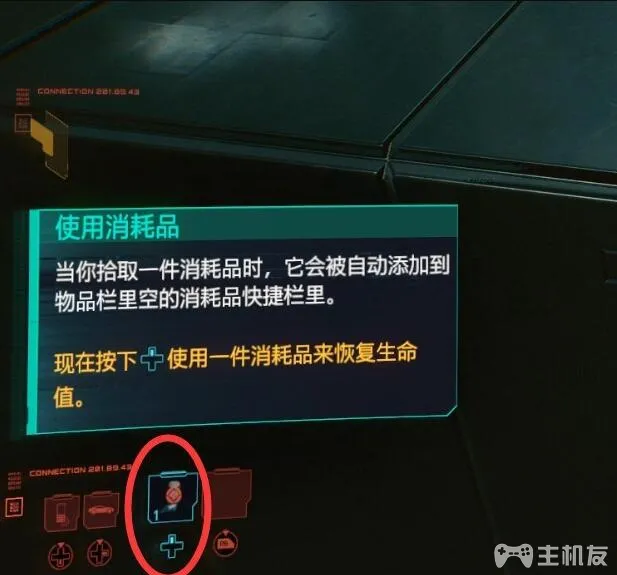 CONNECTION 201.89.43
使用消耗品
当你拾取一件消耗品时，它会被自动添加到
物品栏里空的消耗品快捷栏里。
现在按下使用一件消耗品来恢复生命
值。
CONNECTION 201.89.43
1
主机友